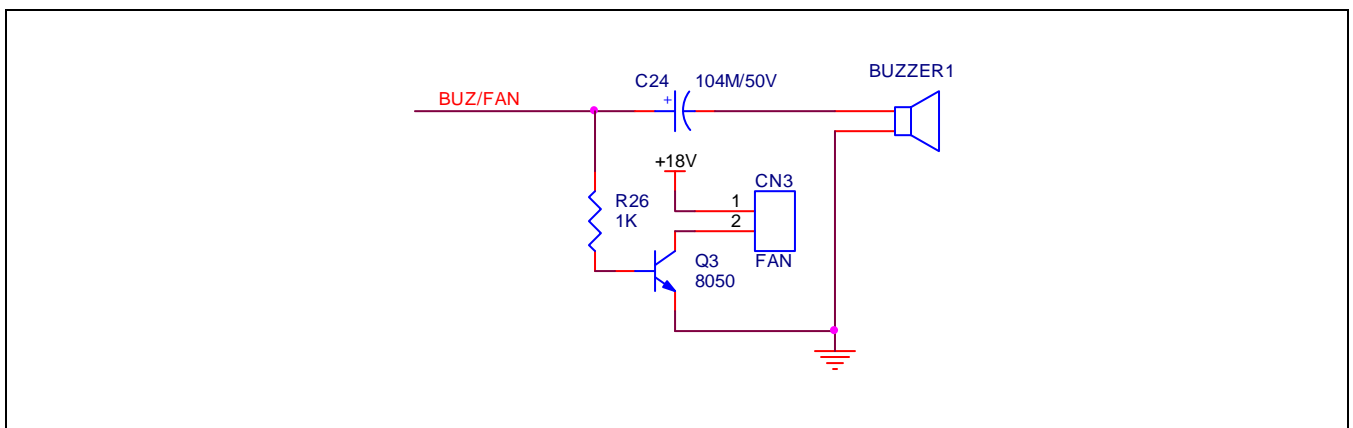 BUZZER1
C24 104M/50V
BUZ/FAN
+
+18V
CN3
R26
1K
1
2
Q3
8050
FAN